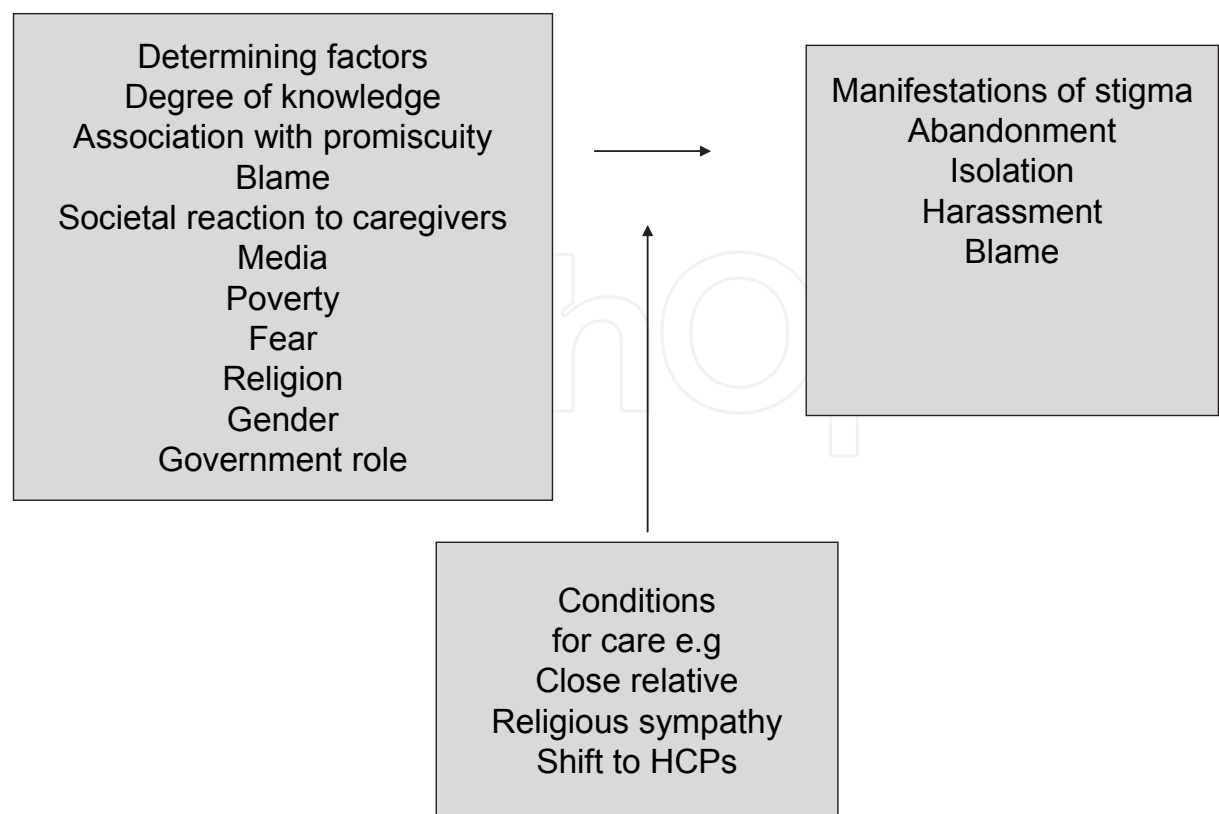 Determining factors
Degree of knowledge
Association with promiscuity
Blame
Societal reaction to caregivers
Media
Poverty
Fear
Religion
Gender
Government role
Manifestations of stigma
Abandonment
Isolation
Harassment
Blame
Conditions
for care e.g
Close relative
Religious sympathy
Shift to HCPs